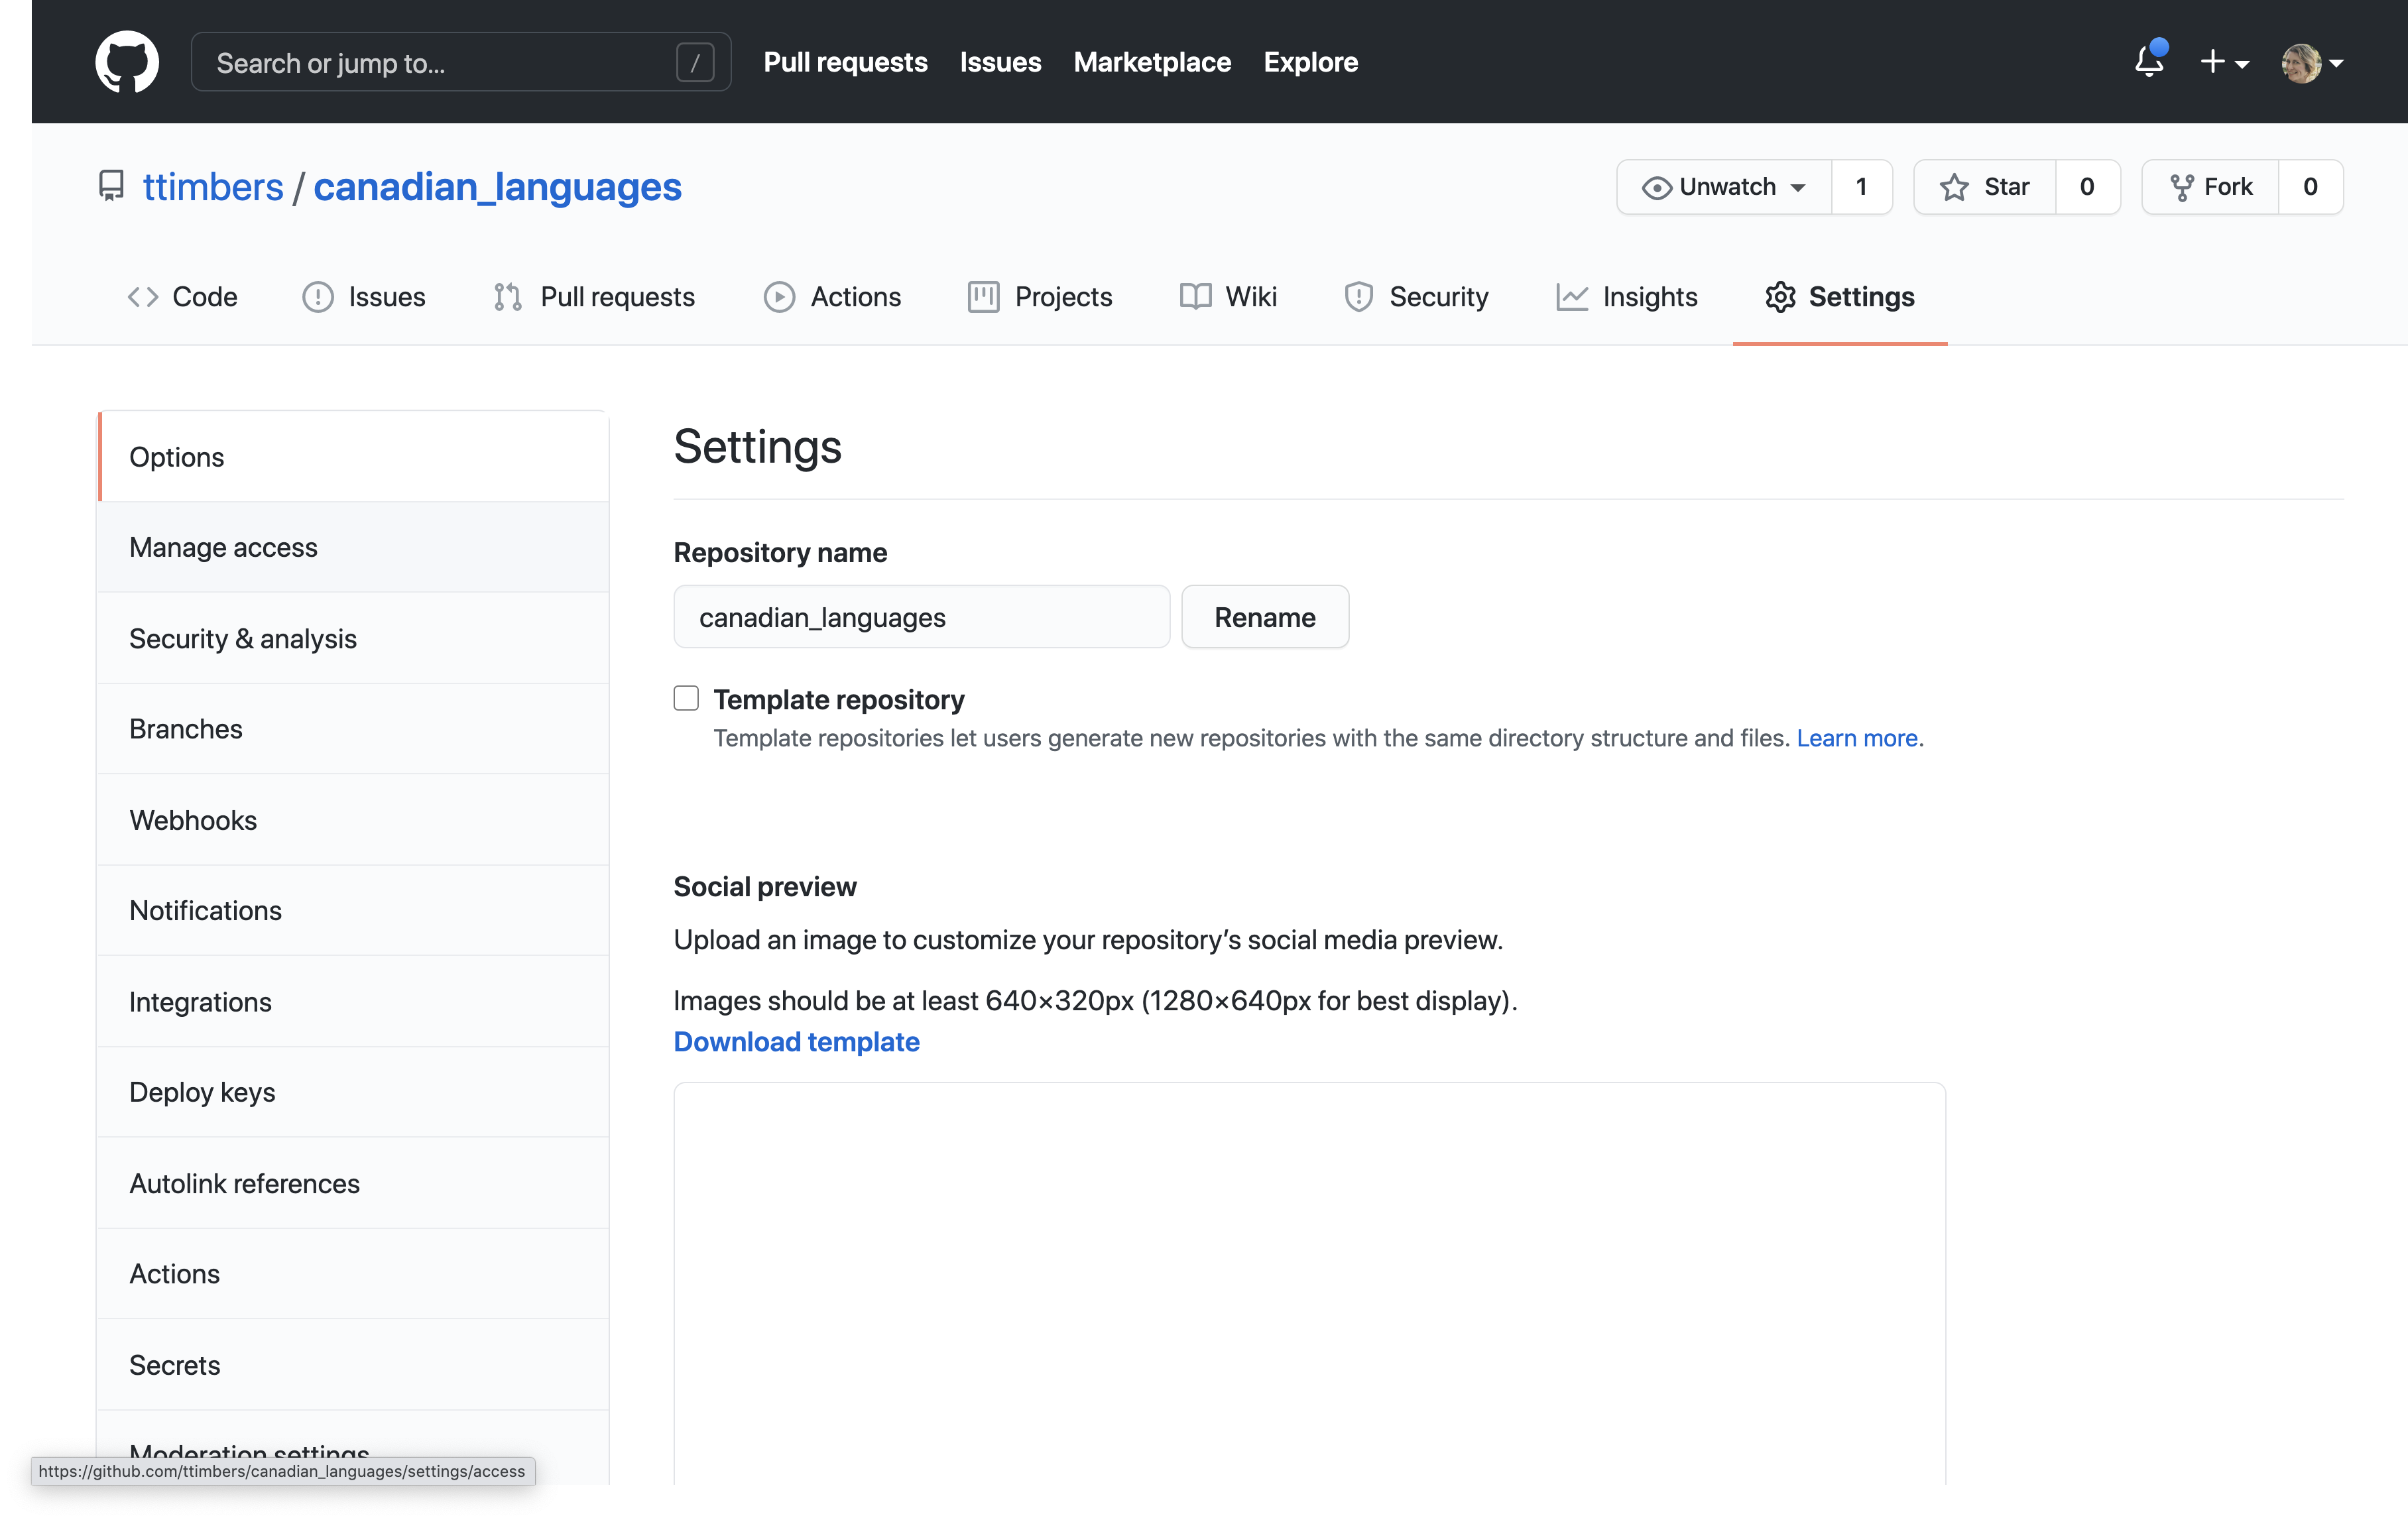 Search or jump to... /
Pull requests Issues Marketplace Explore
ttimbers / canadian_languages
Unwatch 1 Star 0 Fork 0
Code Issues Pull requests Actions Projects Wiki Security Insights Settings
Options
Manage access
Security & analysis
Branches
Webhooks
Notifications
Integrations
Deploy keys
Autolink references
Actions
Secrets
Moderation settings
https://github.com/ttimbers/canadian_languages/settings/access
Settings
Repository name
canadian_languages Rename
Template repository
Template repositories let users generate new repositories with the same directory structure and files. Learn more.
Social preview
Upload an image to customize your repository’s social media preview.
Images should be at least 640×320px (1280×640px for best display).
Download template